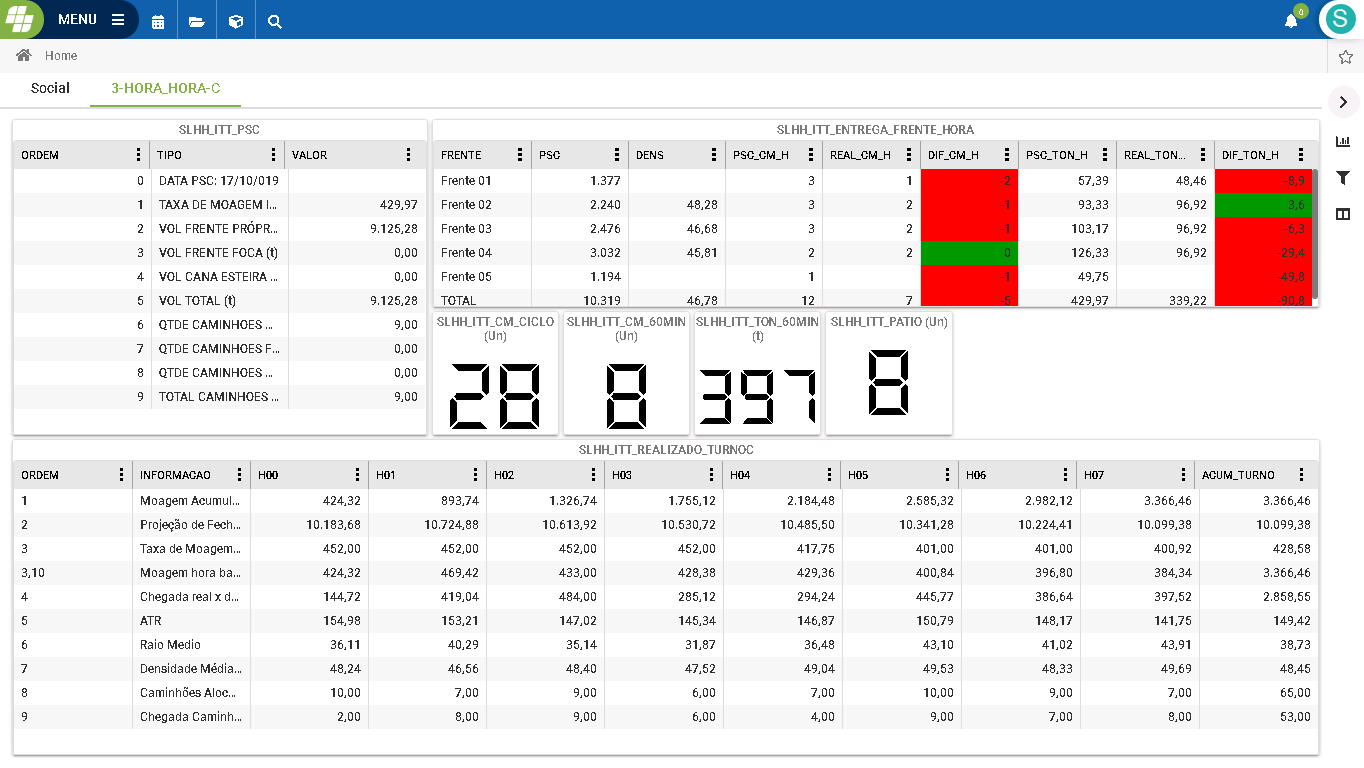 MENU
0
S
Home
Social 3-HORA_HORA-C
SLHH_ITT_PSC
ORDEM TIPO VALOR
0 DATA PSC: 17/10/019
1 TAXA DE MOAGEM I... 429,97
2 VOL FRENTE PRÓPR... 9.125,28
3 VOL FRENTE FOCA (t) 0,00
4 VOL CANA ESTEIRA ... 0,00
5 VOL TOTAL (t) 9.125,28
6 QTDE CAMINHOES ... 9,00
7 QTDE CAMINHOES F... 0,00
8 QTDE CAMINHOES ... 0,00
9 TOTAL CAMINHOES ... 9,00
SLHH_ITT_ENTREGA_FRENTE_HORA
FRENTE PSC DENS PSC_CM_H REAL_CM_H DIF_CM_H PSC_TON_H REAL_TON... DIF_TON_H
Frente 01 1.377 3 1 -2 57,39 48,46 -8,9
Frente 02 2.240 48,28 3 2 -1 93,33 96,92 3,6
Frente 03 2.476 46,68 3 2 -1 103,17 96,92 -6,3
Frente 04 3.032 45,81 2 2 0 126,33 96,92 -29,4
Frente 05 1.194 1 -1 49,75 -49,8
TOTAL 10.319 46,78 12 7 -5 429,97 339,22 -90,8
SLHH_ITT_CM_CICLO
(Un)
28
SLHH_ITT_CM_60MIN
(Un)
8
SLHH_ITT_TON_60MIN
(t)
397
SLHH_ITT_PATIO (Un)
8
SLHH_ITT_REALIZADO_TURNOC
ORDEM INFORMACAO H00 H01 H02 H03 H04 H05 H06 H07 ACUM_TURNO
1 Moagem Acumul... 424,32 893,74 1.326,74 1.755,12 2.184,48 2.585,32 2.982,12 3.366,46 3.366,46
2 Projeção de Fech... 10.183,68 10.724,88 10.613,92 10.530,72 10.485,50 10.341,28 10.224,41 10.099,38 10.099,38
3 Taxa de Moagem... 452,00 452,00 452,00 452,00 417,75 401,00 401,00 400,92 428,58
3,10 Moagem hora ba... 424,32 469,42 433,00 428,38 429,36 400,84 396,80 384,34 3.366,46
4 Chegada real x d... 144,72 419,04 484,00 285,12 294,24 445,77 386,64 397,52 2.858,55
5 ATR 154,98 153,21 147,02 145,34 146,87 150,79 148,17 141,75 149,42
6 Raio Medio 36,11 40,29 35,14 31,87 36,48 43,10 41,02 43,91 38,73
7 Densidade Média... 48,24 46,56 48,40 47,52 49,04 49,53 48,33 49,69 48,45
8 Caminhões Aloc... 10,00 7,00 9,00 6,00 7,00 10,00 9,00 7,00 65,00
9 Chegada Caminh... 2,00 8,00 9,00 6,00 4,00 9,00 7,00 8,00 53,00